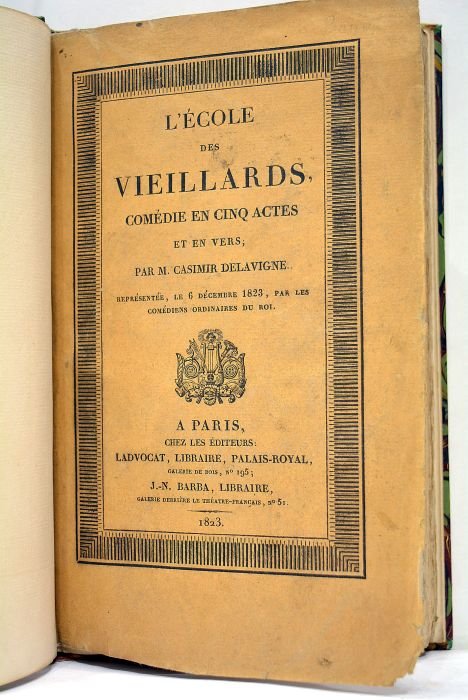 L'ÉCOLE
DES
VIEILLARDS,
COMÉDIE EN CINQ ACTES
ET EN VERS;
PAR M. CASIMIR DELAVIGNE.
REPRÉSENTÉE, LE 6 DÉCEMBRE 1823, PAR LES
COMÉDIENS ORDINAIRES DU ROI.
A PARIS,
CHEZ LES ÉDITEURS:
LADVOCAT, LIBRAIRE, PALAIS-ROYAL,
GALERIE DE BOIS, Nº 195;
J.-N. BARBA, LIBRAIRE,
GALERIE DERRIÈRE LE THÉATRE-FRANÇAIS, Nº 51.
1823.